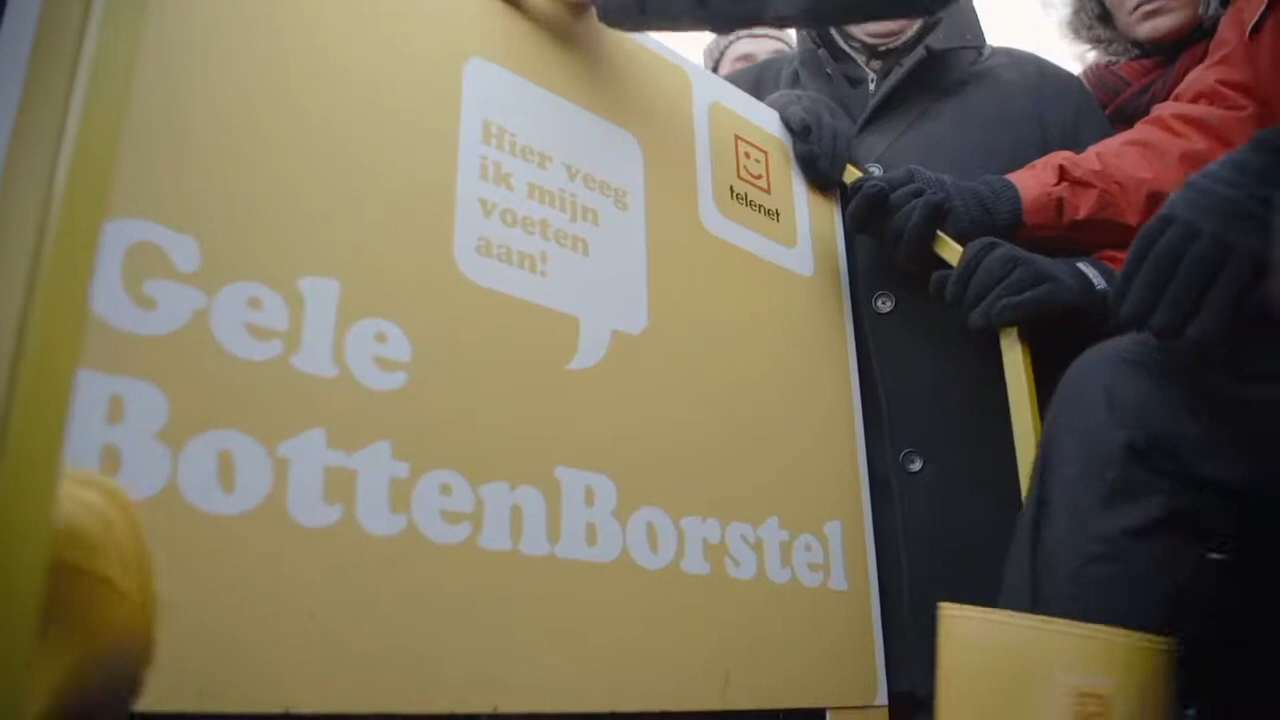 Hier veeg
ik mijn
voeten
aan!
telenet
Gele
BottenBorstel